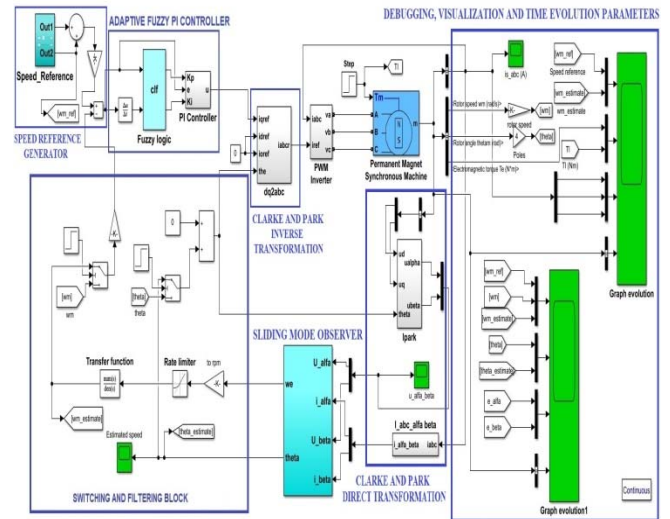 DEBUGGING, VISUALIZATION AND TIME EVOLUTION PARAMETERS
ADAPTIVE FUZZY PI CONTROLLER
Out1
Out2
Speed_Reference
[wm_ref]
SPEED REFERENCE
GENERATOR
clf
Fuzzy logic
Kp
e
Ki
u
PI Controller
0
iqref
idref
ioref
the
iabcr
dq2abc
iabc
iref
va
vb
vc
PWM
Inverter
Step
Tl
Tm
A
B
C
N
S
m
Permanent Magnet
Synchronous Machine
CLARKE AND PARK
INVERSE
TRANSFORMATION
is_abc (A)
Rotor speed wm (rad/s)>
-K-
rotor speed
[wm]
Rotor angle thetam (rad)>
4
Poles
[theta]
Electromagnetic torque Te (N*m)>
[wm_ref]
Speed reference
[wm_estimate]
wm_estimate
Tl
Tl (Nm)
Graph evolution
[wm_ref]
[wm]
[wm_estimate]
[theta]
[theta_estimate]
e_alfa
e_beta
Graph evolution1
Continuous
-K-
0
[wm]
wm
[theta]
theta
Transfer function
Rate limiter
to rpm
-K-
[wm_estimate]
[theta_estimate]
Estimated speed
SWITCHING AND FILTERING BLOCK
SLIDING MODE OBSERVER
we
theta
U_alfa
i_alfa
U_beta
i_beta
ud
uq
theta
ualpha
ubeta
Ipark
u_alfa_beta
I_abc_alfa beta
i_alfa_beta
iabc
CLARKE AND PARK
DIRECT TRANSFORMATION